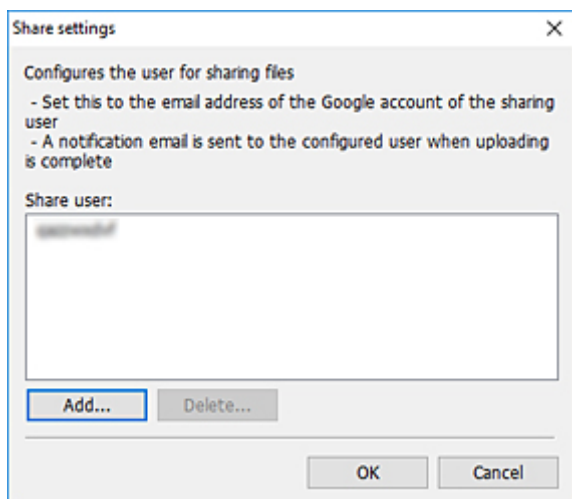 Share settings
Configures the user for sharing files
- Set this to the email address of the Google account of the sharing
user
- A notification email is sent to the configured user when uploading
is complete
Share user:
Add...
Delete...
OK
Cancel